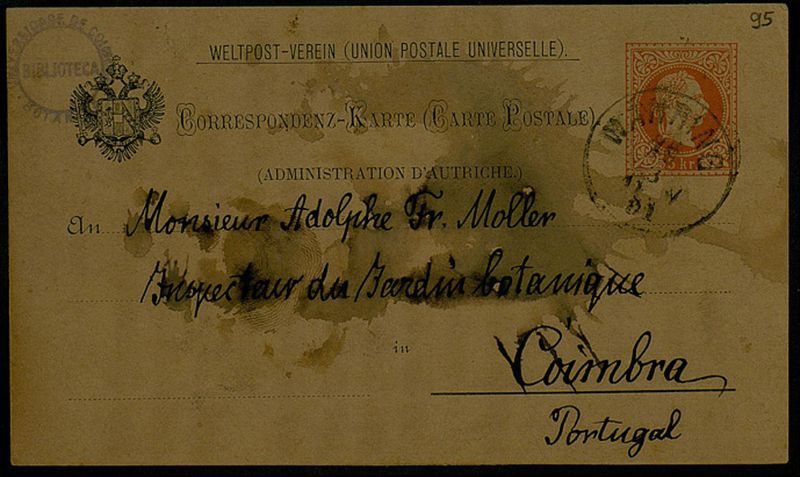 95
BIBLIOTECA
WELTPOST-VEREIN (UNION POSTALE UNIVERSELLE).
CORRESPONDENZ-KARTE (CARTE POSTALE)
(ADMINISTRATION D'AUTRICHE.)
An Monsieur Adolphe Fr. Moller
Inspecteur du Jardin botanique
in Coimbra
Portugal